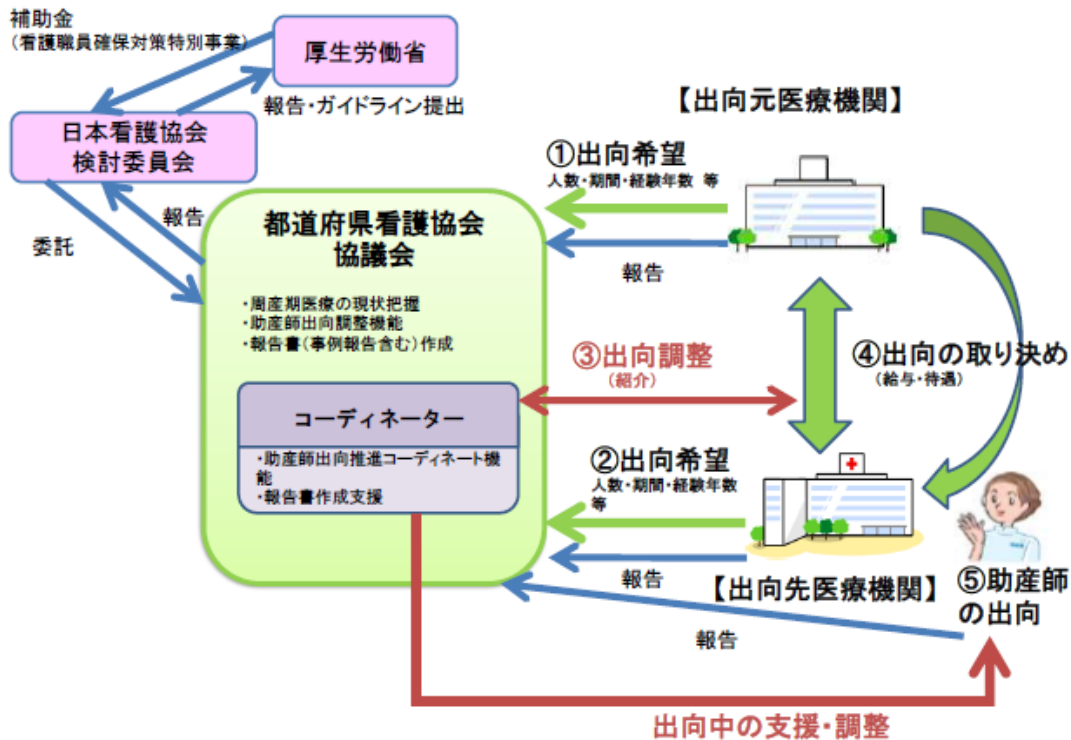 補助金
(看護職員確保対策特別事業)
厚生労働省
報告・ガイドライン提出
日本看護協会
検討委員会
報告
委託
都道府県看護協会
協議会
・周産期医療の現状把握
・助産師出向調整機能
・報告書(事例報告含む)作成
コーディネーター
・助産師出向推進コーディネート機
能
・報告書作成支援
【出向元医療機関】
①出向希望
人数・期間・経験年数 等
報告
③出向調整
(紹介)
④出向の取り決め
(給与・待遇)
②出向希望
人数・期間・経験年数
等
報告
【出向先医療機関】
⑤助産師
の出向
報告
出向中の支援・調整